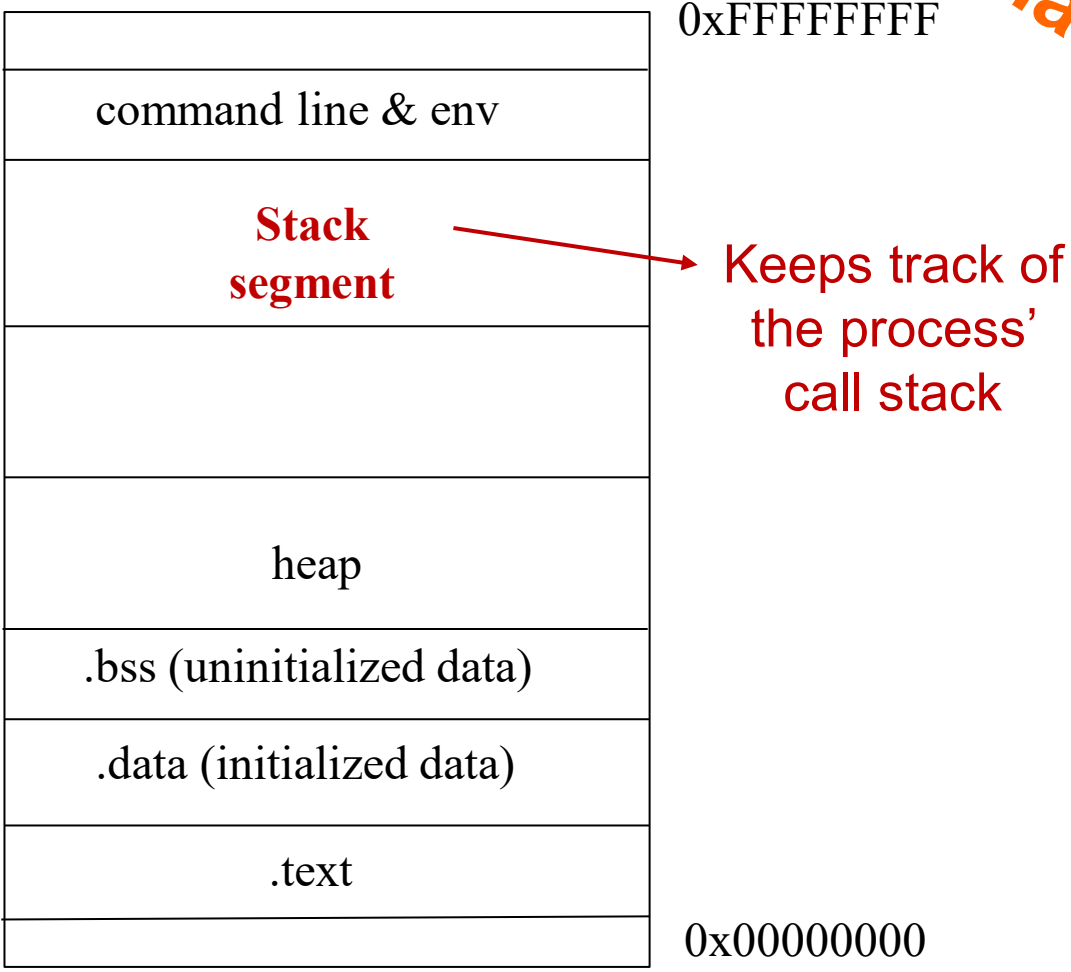 0xFFFFFFFF
command line & env
Stack
segment
Keeps track of
the process’
call stack
heap
.bss (uninitialized data)
.data (initialized data)
.text
0x00000000